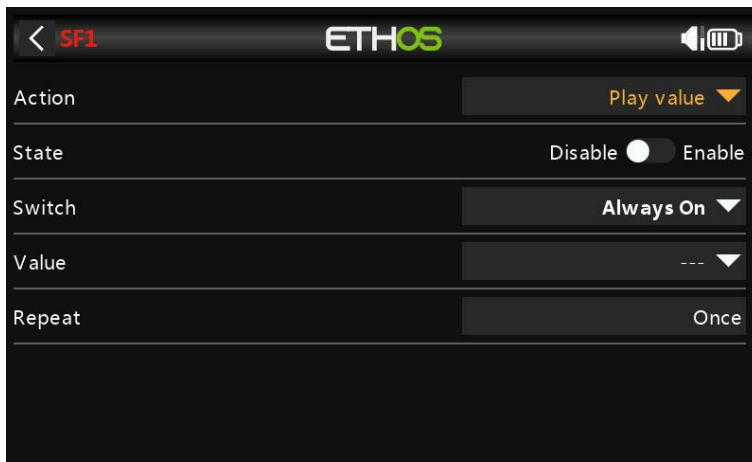 SF1 ETHOS
Action Play value
State Disable Enable
Switch Always On
Value ---
Repeat Once